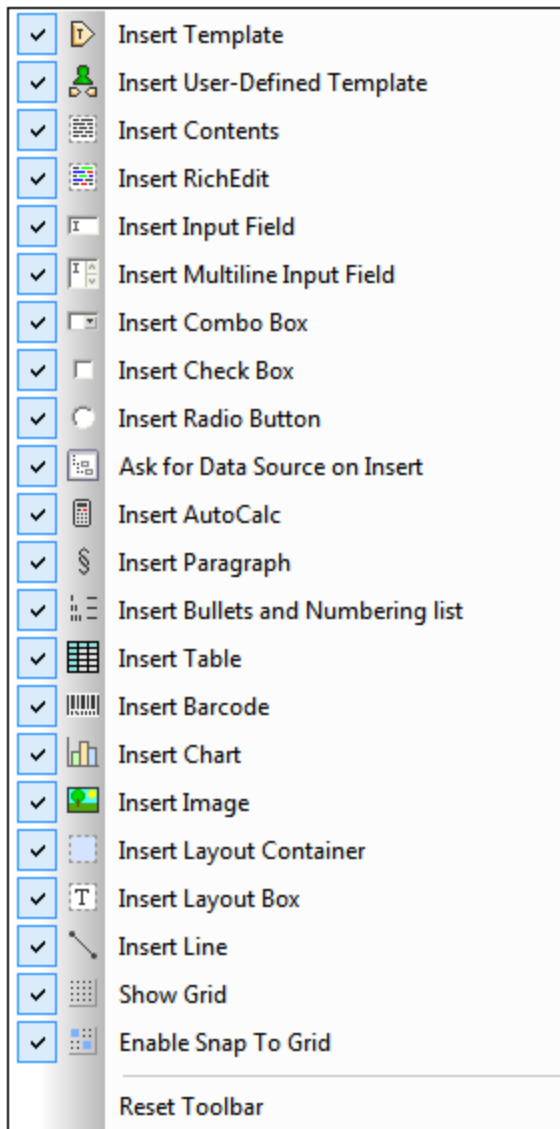 Insert Template
Insert User-Defined Template
Insert Contents
Insert RichEdit
Insert Input Field
Insert Multiline Input Field
Insert Combo Box
Insert Check Box
Insert Radio Button
Ask for Data Source on Insert
Insert AutoCalc
Insert Paragraph
Insert Bullets and Numbering list
Insert Table
Insert Barcode
Insert Chart
Insert Image
Insert Layout Container
Insert Layout Box
Insert Line
Show Grid
Enable Snap To Grid
Reset Toolbar